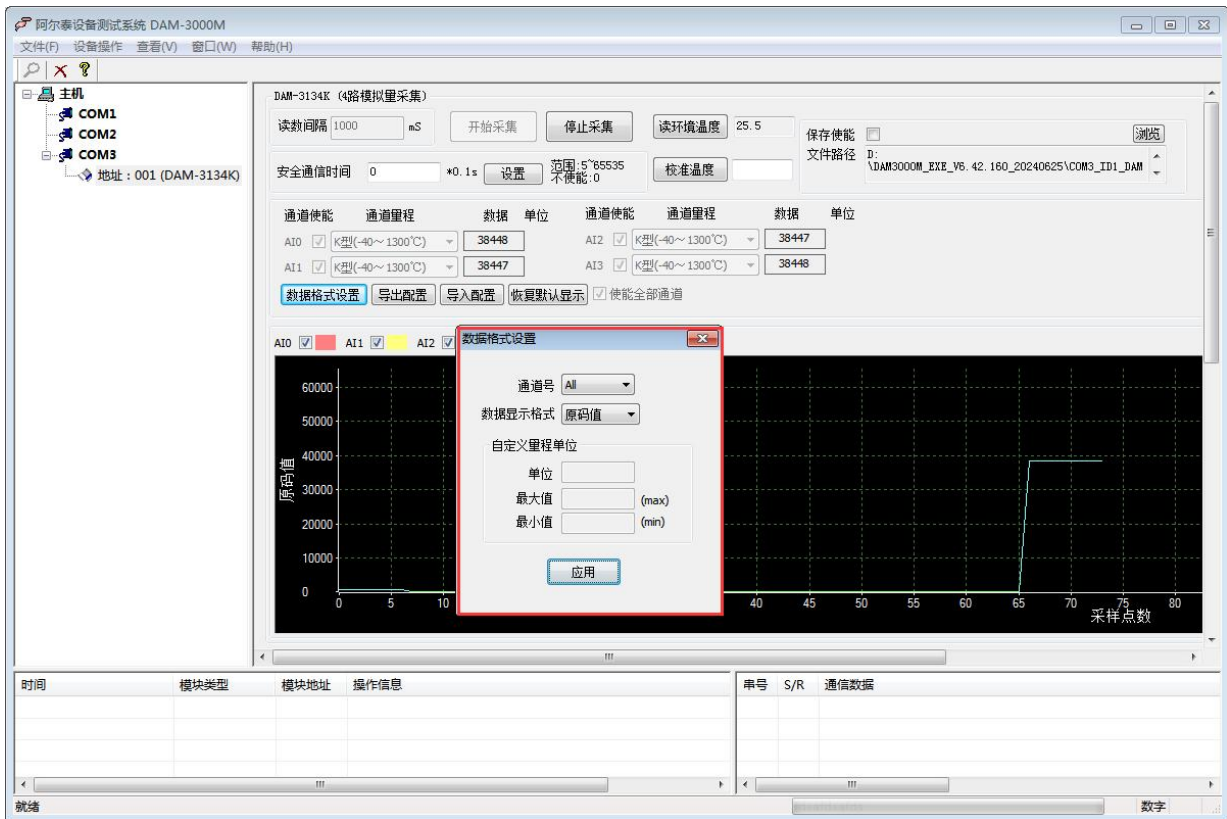 阿尔泰设备测试系统 DAM-3000M
文件(F) 设备操作 查看(V) 窗口(W) 帮助(H)
主机
COM1
COM2
COM3
地址：001 (DAM-3134K)
DAM-3134K (4路模拟量采集)
读数间隔 1000 mS 开始采集 停止采集 读环境温度 25.5
安全通信时间 0 *0.1s 设置 范围:5~65535
不使能:0
校准温度
保存使能 浏览
文件路径 D:
\DAM3000M_EXE_V6.42.160_20240625\COM3_ID1_DAM
通道使能 通道量程 数据 单位 通道使能 通道量程 数据 单位
AI0 K型(-40～1300℃) 38448 AI2 K型(-40～1300℃) 38447
AI1 K型(-40～1300℃) 38447 AI3 K型(-40～1300℃) 38448
数据格式设置 导出配置 导入配置 恢复默认显示 使能全部通道
AI0 AI1 AI2
数据格式设置
通道号 All
数据显示格式 原码值
自定义量程单位
单位
最大值 (max)
最小值 (min)
应用
60000
50000
40000
30000
20000
10000
0
原码值
0 5 10 40 45 50 55 60 65 70 75 80
采样点数
时间 模块类型 模块地址 操作信息 串号 S/R 通信数据
就绪 数字